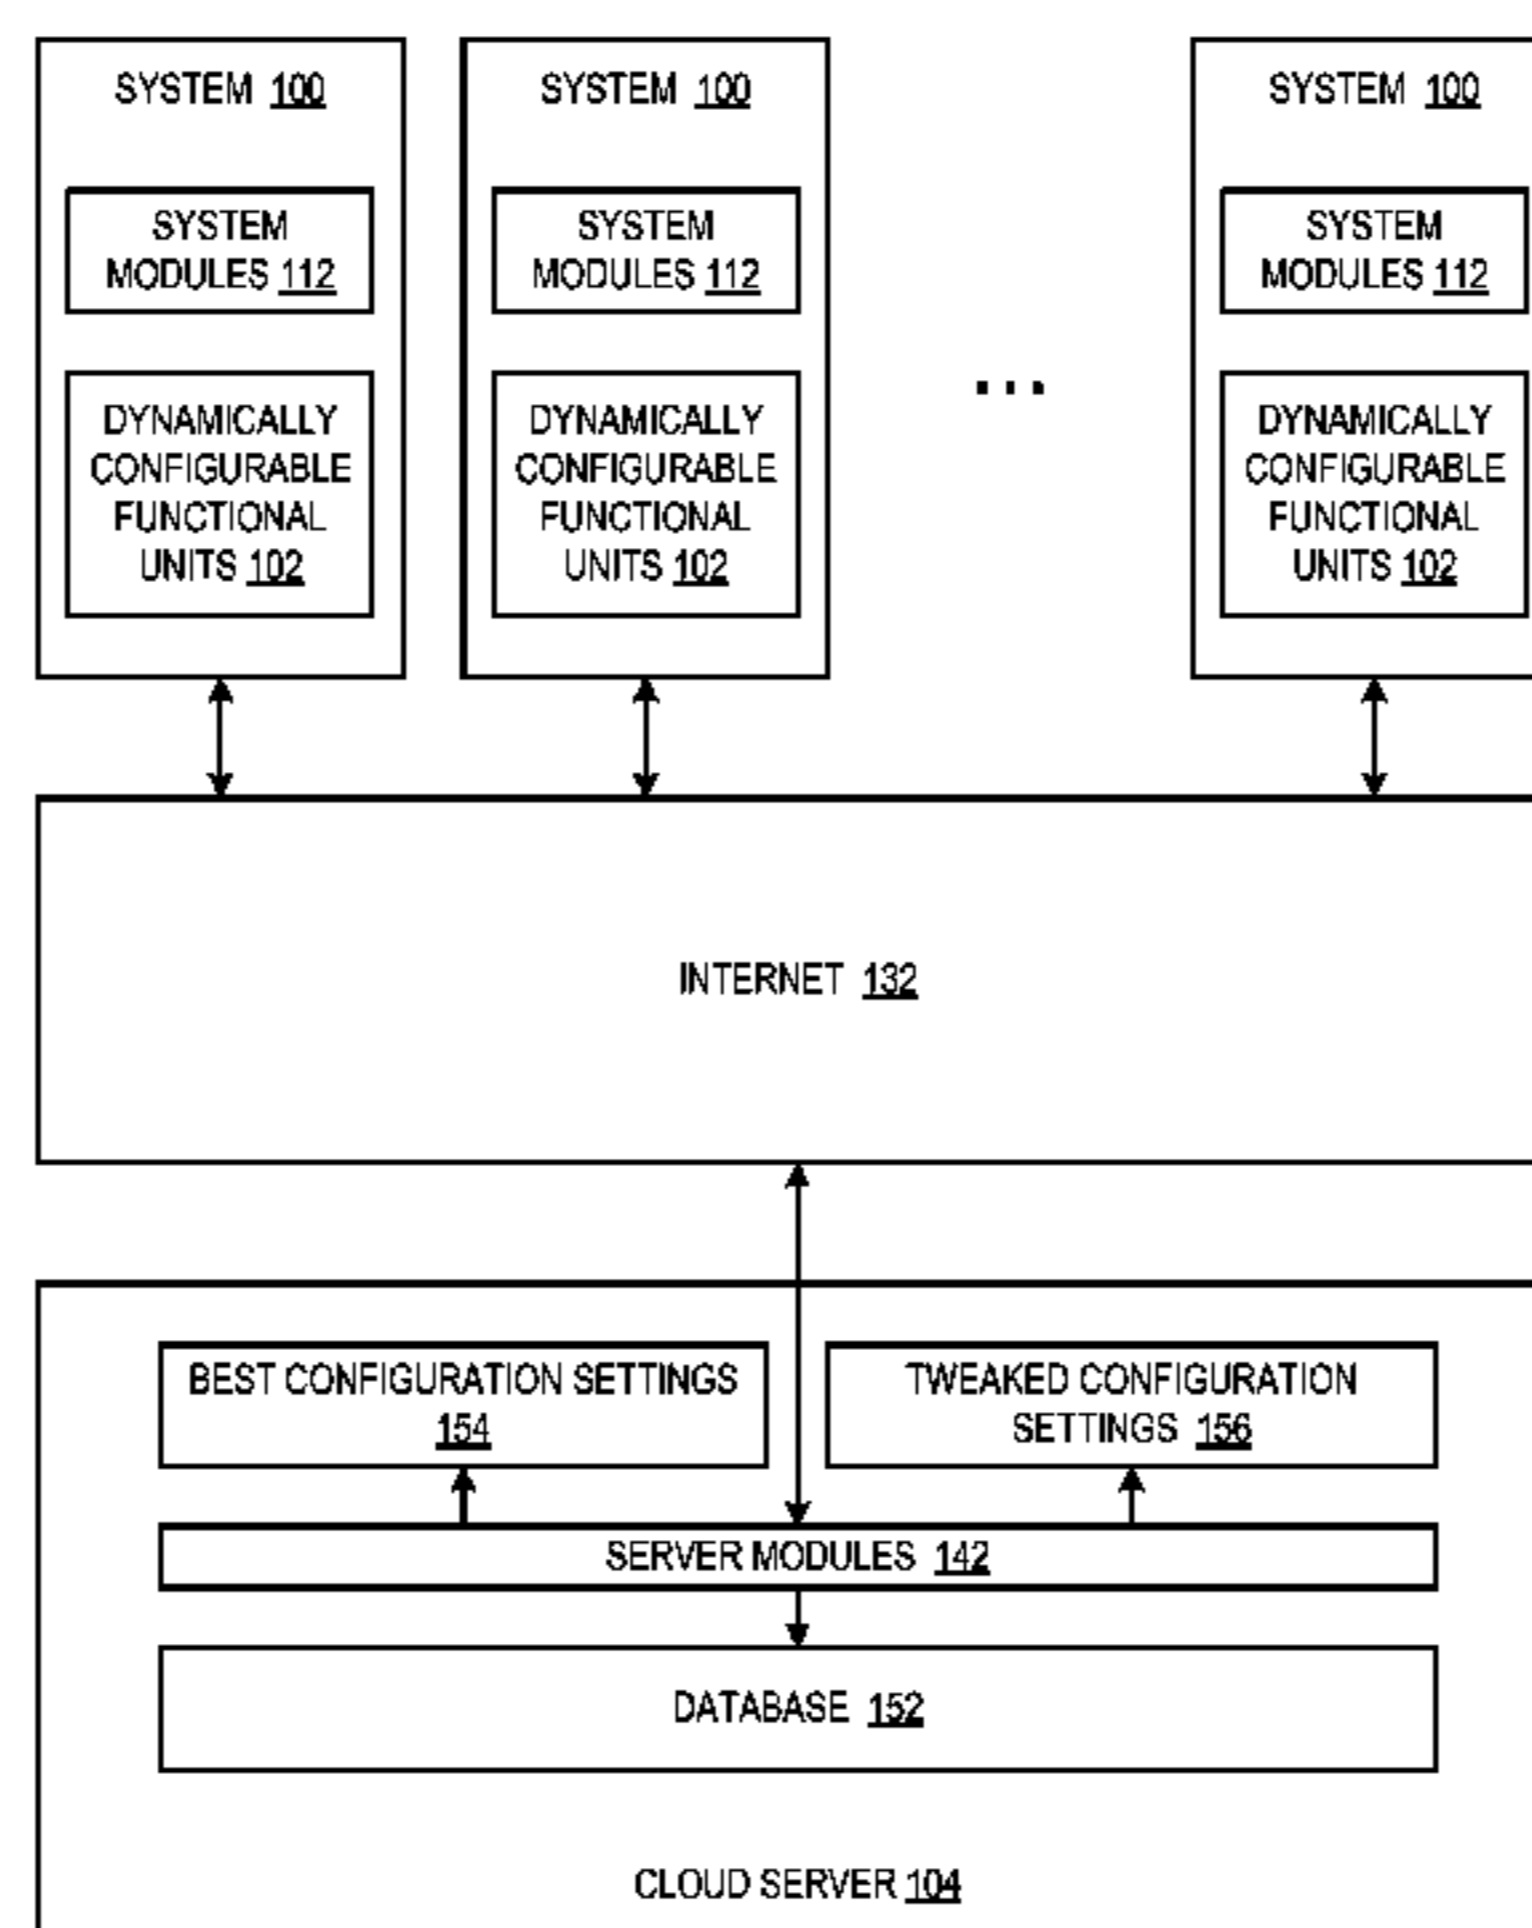 SYSTEM 100
SYSTEM
MODULES 112
DYNAMICALLY
CONFIGURABLE
FUNCTIONAL
UNITS 102
SYSTEM 100
SYSTEM
MODULES 112
DYNAMICALLY
CONFIGURABLE
FUNCTIONAL
UNITS 102
...
SYSTEM 100
SYSTEM
MODULES 112
DYNAMICALLY
CONFIGURABLE
FUNCTIONAL
UNITS 102
INTERNET 132
BEST CONFIGURATION SETTINGS
154
TWEAKED CONFIGURATION
SETTINGS 156
SERVER MODULES 142
DATABASE 152
CLOUD SERVER 104